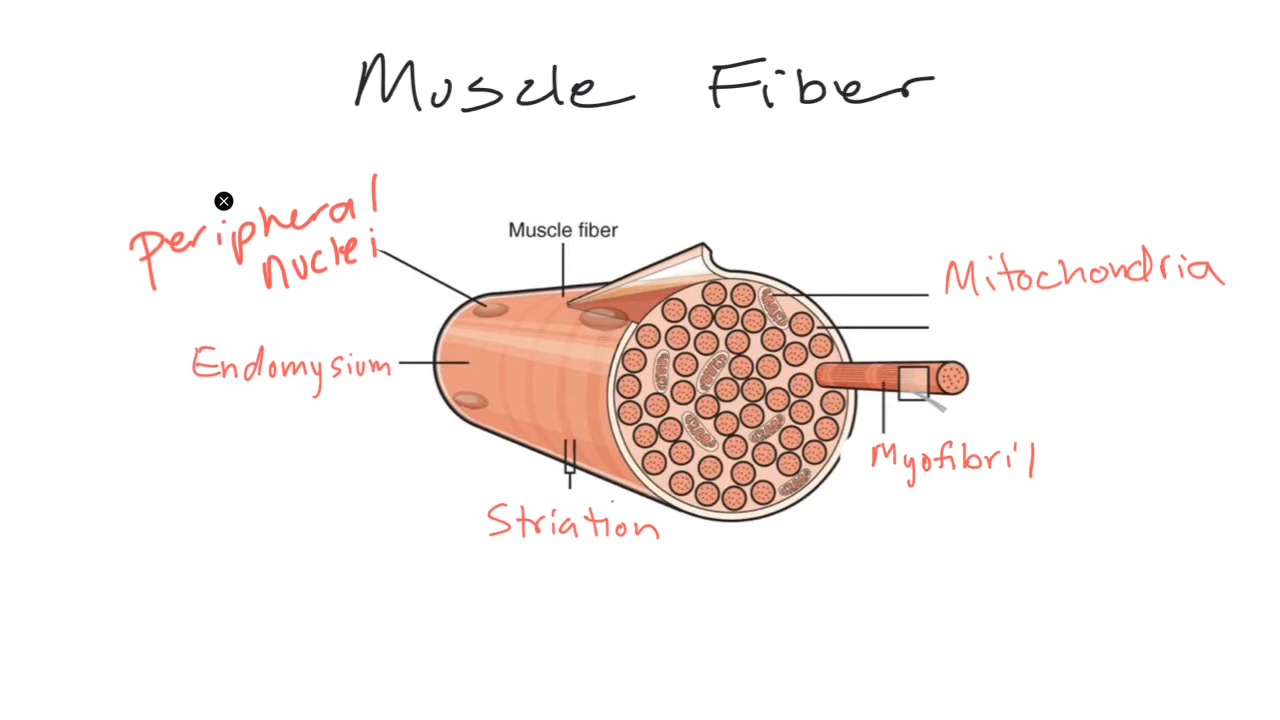 Muscle Fiber
peripheral
nuclei
Muscle fiber
Mitochondria
Endomysium
Myofibril
Striation